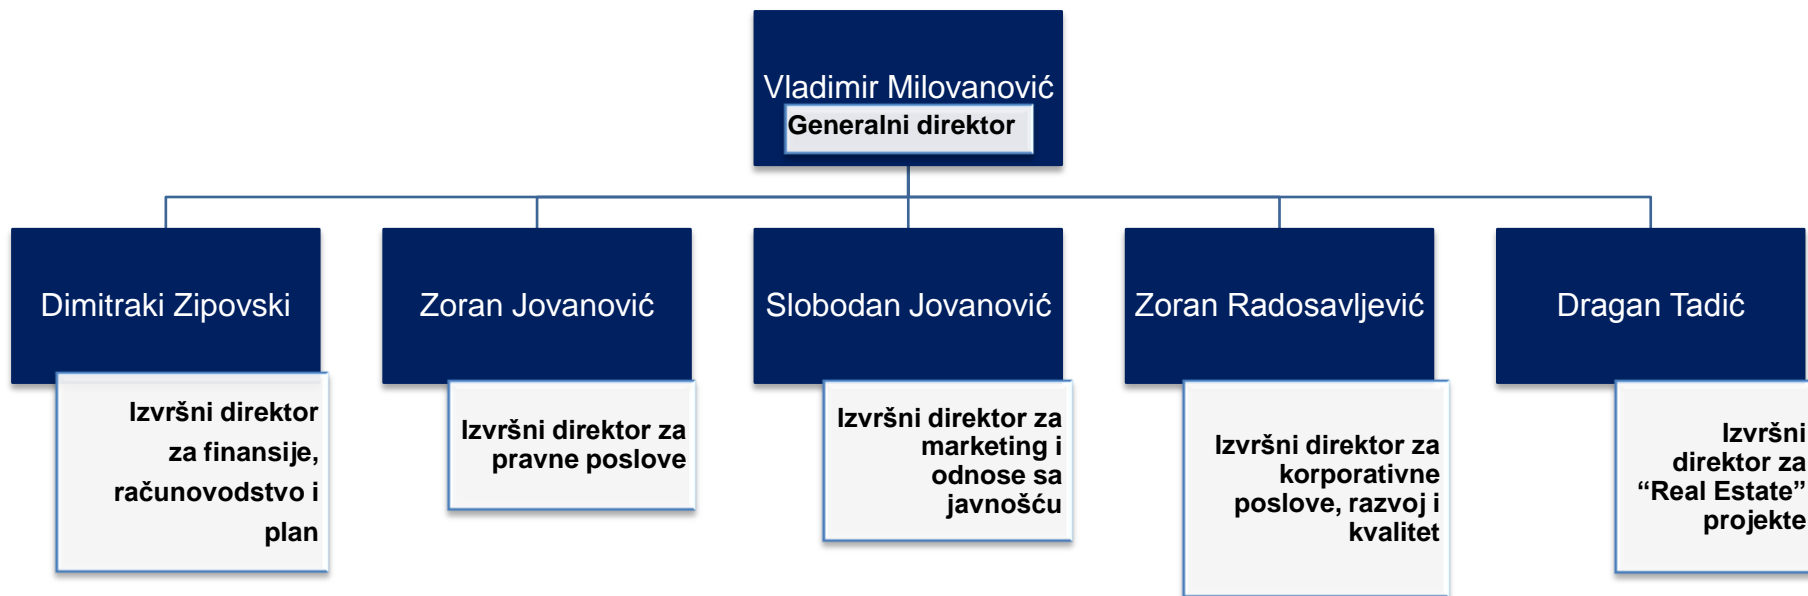 Vladimir Milovanović
Generalni direktor
Dimitraki Zipovski
Izvršni direktor
za finansije,
računovodstvo i
plan
Zoran Jovanović
Izvršni direktor za
pravne poslove
Slobodan Jovanović
Izvršni direktor za
marketing i
odnose sa
javnošću
Zoran Radosavljević
Izvršni direktor za
korporativne
poslove, razvoj i
kvalitet
Dragan Tadić
Izvršni
direktor za
“Real Estate”
projekte